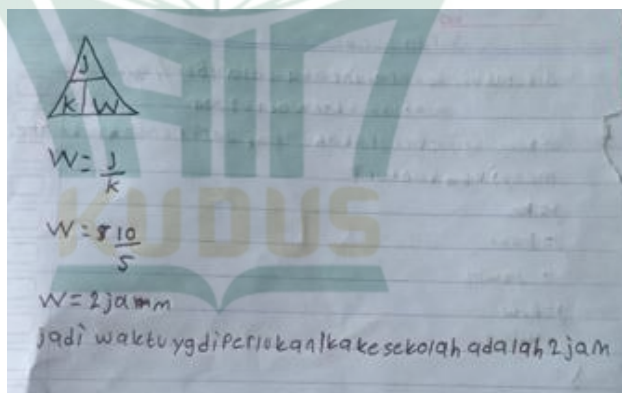 j
k w
W = j/k
W = 10/5
W = 2 jam
jadi waktu yg diperlukan Ika ke sekolah adalah 2 jam
KUDUS